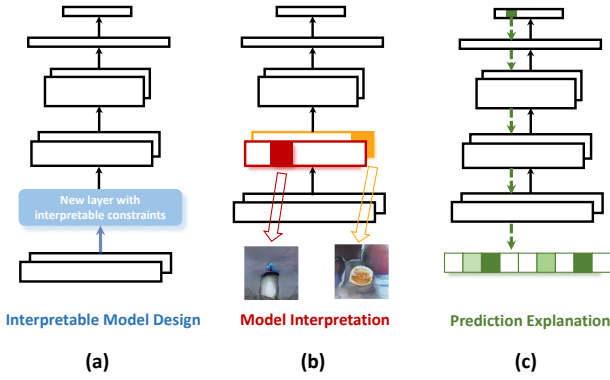 New layer with
interpretable constraints
Interpretable Model Design
Model Interpretation
Prediction Explanation
(a)
(b)
(c)